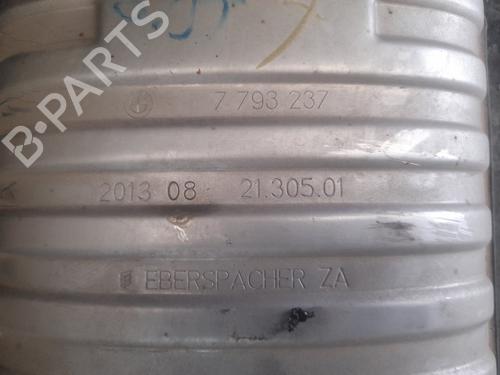 B-PARTS
7 793 237
2013 08 21.305.01
EBERSPACHER ZA